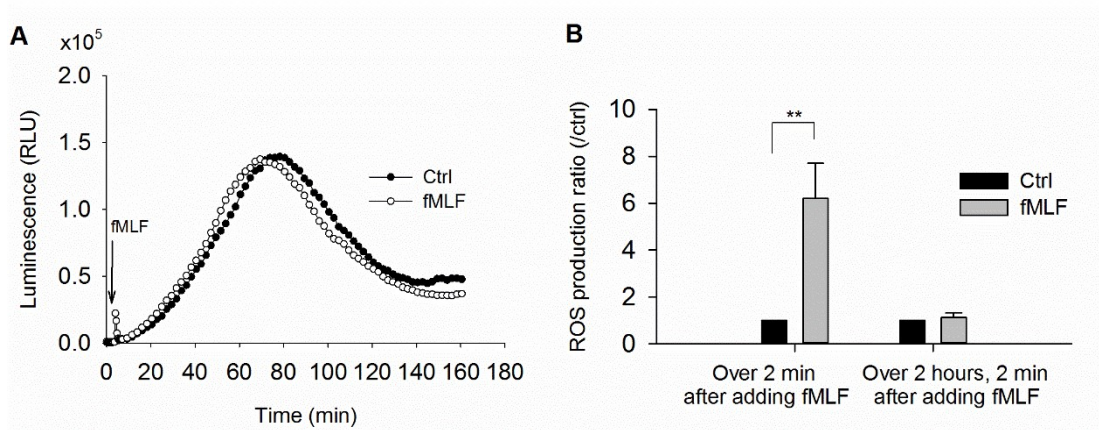 A
x10⁵
2.0
1.5
1.0
0.5
0.0
Luminescence (RLU)
fMLF
Ctrl
fMLF
0 20 40 60 80 100 120 140 160 180
Time (min)
B
ROS production ratio (/ctrl)
10
8
6
4
2
0
**
Ctrl
fMLF
Over 2 min
after adding fMLF
Over 2 hours, 2 min
after adding fMLF